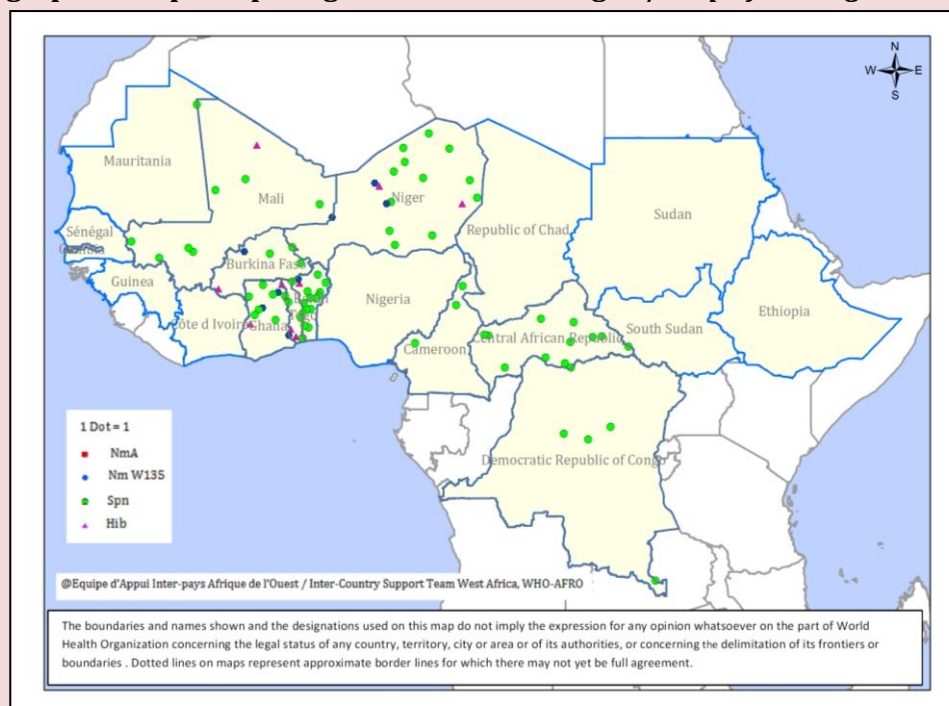 N
W E
S
Mauritania
Mali
Niger
Sénégal
Republic of Chad
Sudan
Burkina Faso
Guinea
Nigeria
Ethiopia
Côte d Ivoire
Ghana
Togo
South Sudan
Central African Republic
Cameroon
Democratic Republic of Congo
1 Dot = 1
NmA
Nm W135
Spn
Hib
@Equipe d'Appui Inter-pays Afrique de l'Ouest / Inter-Country Support Team West Africa, WHO-AFRO
The boundaries and names shown and the designations used on this map do not imply the expression for any opinion whatsoever on the part of World
Health Organization concerning the legal status of any country, territory, city or area or of its authorities, or concerning the delimitation of its frontiers or
boundaries . Dotted lines on maps represent approximate border lines for which there may not yet be full agreement.